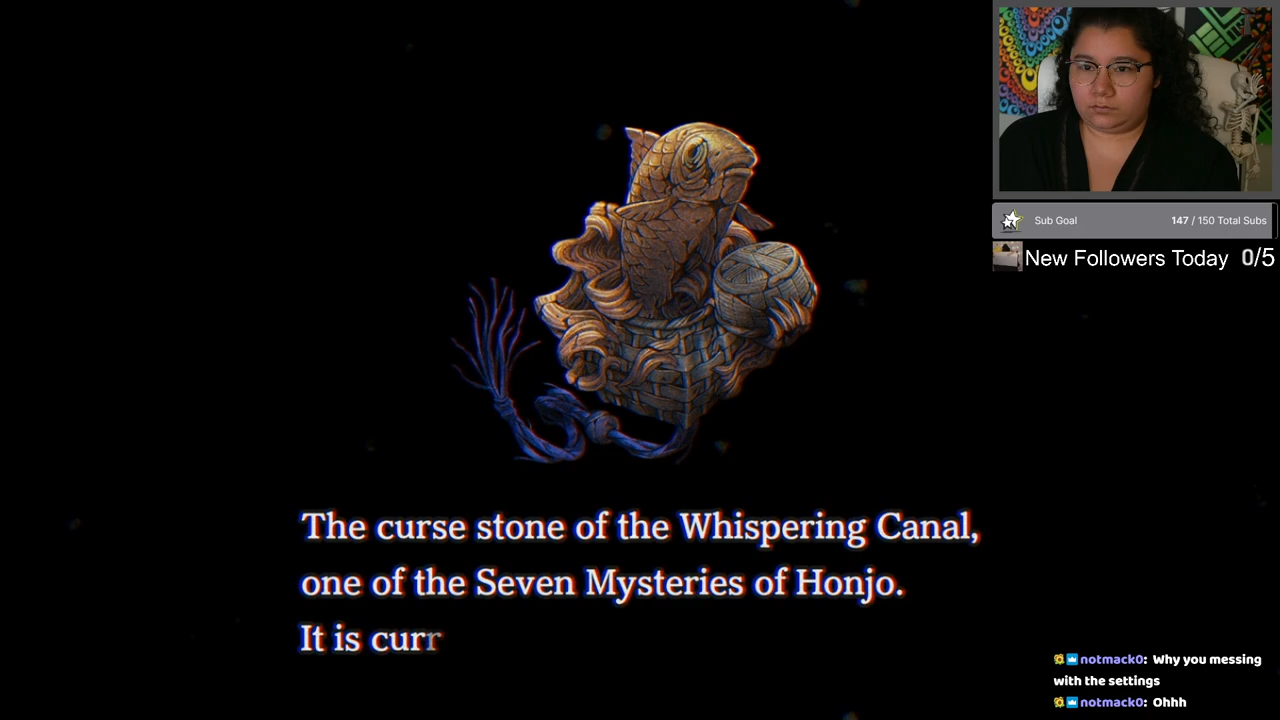 Sub Goal 147 / 150 Total Subs
New Followers Today 0/5
The curse stone of the Whispering Canal,
one of the Seven Mysteries of Honjo.
It is curr
notmack0: Why you messing
with the settings
notmack0: Ohhh